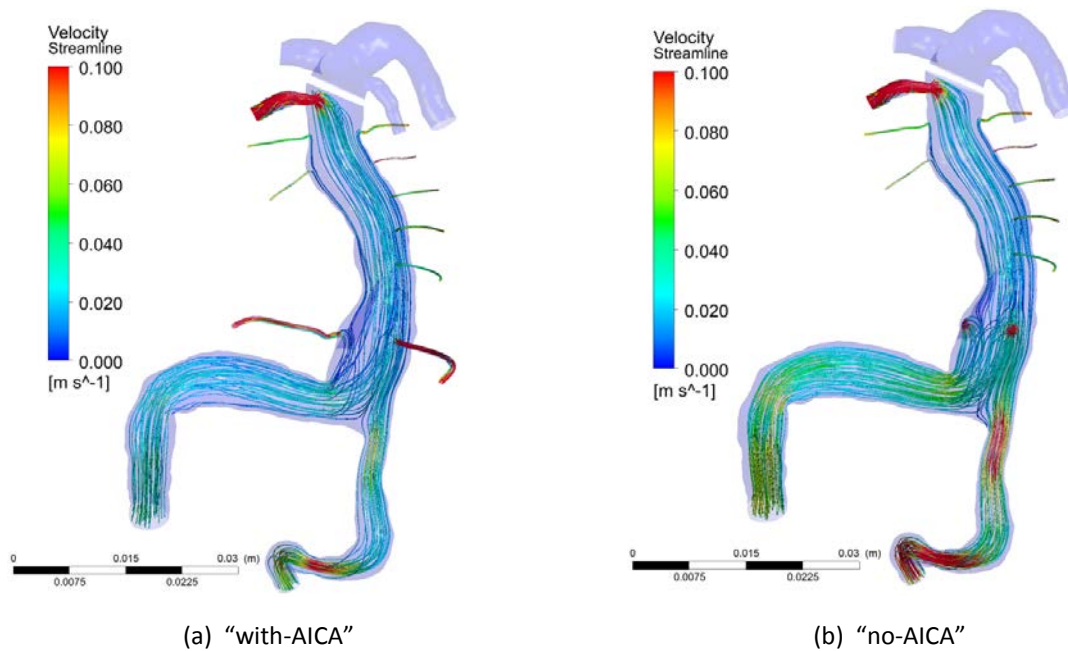 Velocity
Streamline
0.100
0.080
0.060
0.040
0.020
0.000
[m s^-1]
0 0.015 0.03 (m)
0.0075 0.0225
(a) “with-AICA”
Velocity
Streamline
0.100
0.080
0.060
0.040
0.020
0.000
[m s^-1]
0 0.015 0.03 (m)
0.0075 0.0225
(b) “no-AICA”